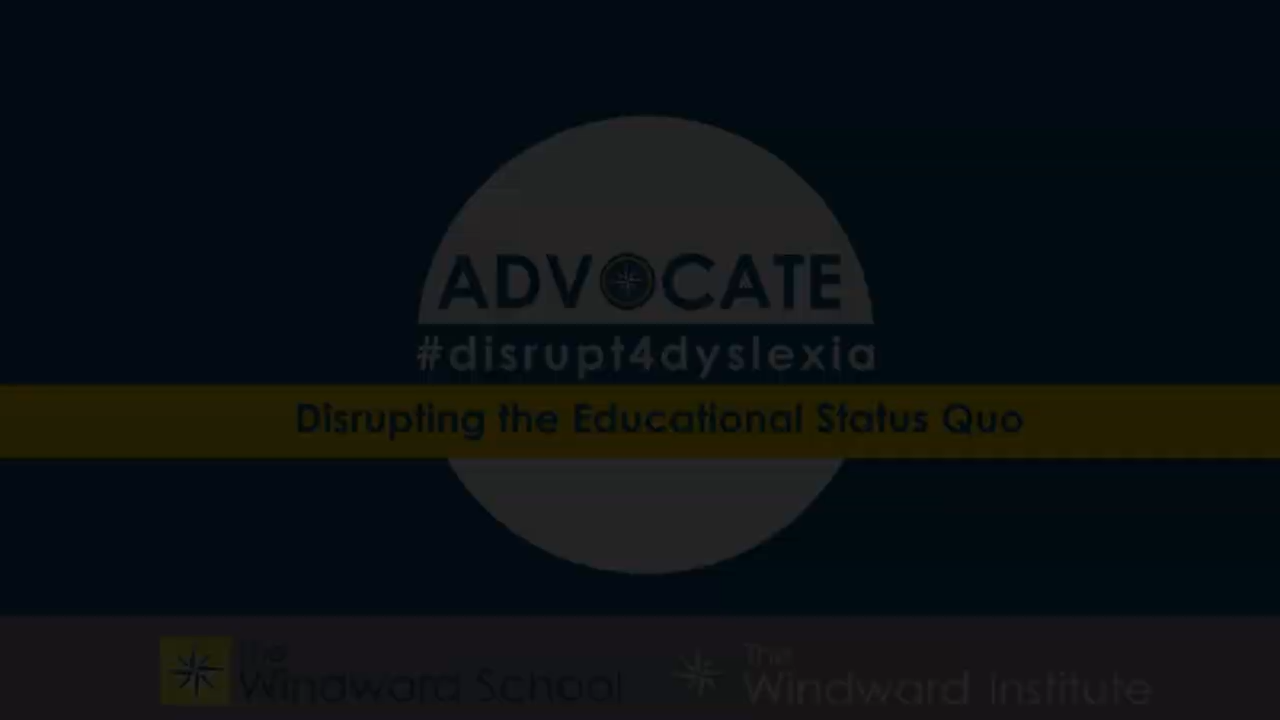 ADVOCATE
#disrupt4dyslexia
Disrupting the Educational Status Quo
The
Windward School
The
Windward Institute